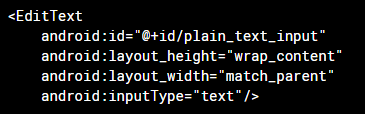 <EditText
    android:id="@+id/plain_text_input"
    android:layout_height="wrap_content"
    android:layout_width="match_parent"
    android:inputType="text"/>